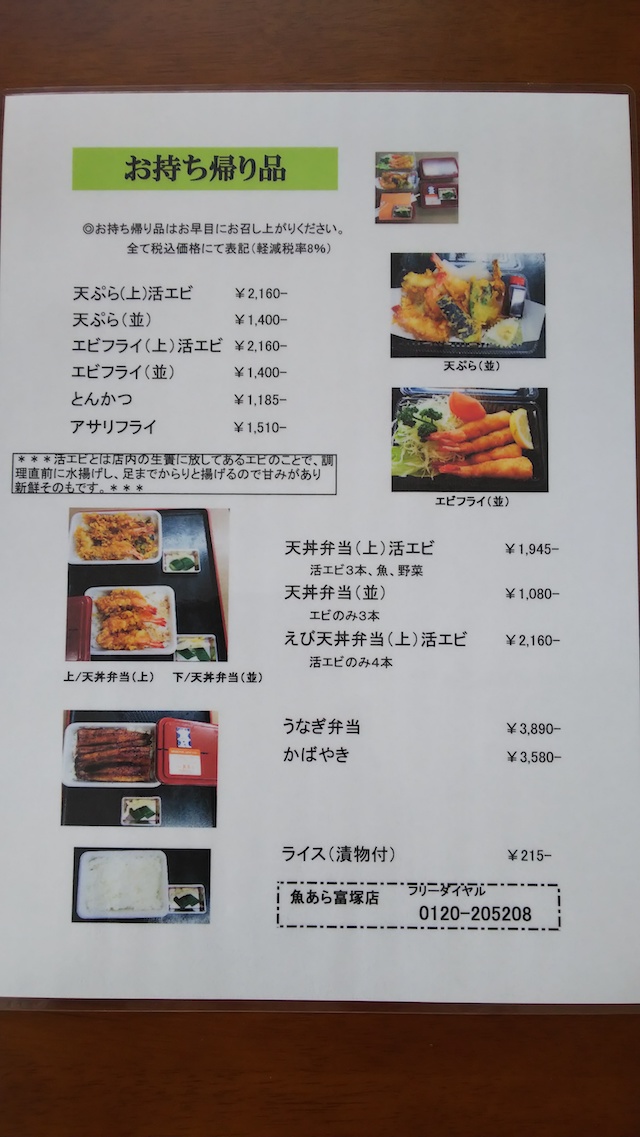 お持ち帰り品
◎お持ち帰り品はお早目にお召し上がりください。
全て税込価格にて表記(軽減税率8%)
天ぷら(上)活エビ ¥2,160-
天ぷら(並) ¥1,400-
エビフライ(上)活エビ ¥2,160-
エビフライ(並) ¥1,400-
とんかつ ¥1,185-
アサリフライ ¥1,510-
天ぷら(並)
エビフライ(並)
***活エビとは店内の生簀に放してあるエビのことで、調
理直前に水揚げし、足までからりと揚げるので甘みがあり
新鮮そのものです。***
天丼弁当(上)活エビ ¥1,945-
活エビ3本、魚、野菜
天丼弁当(並) ¥1,080-
エビのみ3本
えび天丼弁当(上)活エビ ¥2,160-
活エビのみ4本
上/天丼弁当(上) 下/天丼弁当(並)
うなぎ弁当 ¥3,890-
かばやき ¥3,580-
ライス(漬物付) ¥215-
魚あら富塚店 フリーダイヤル
0120-205208